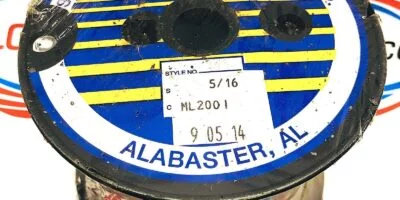 STYLE NO.
S 5/16
C ML2001
9 05 14
ALABASTER, AL